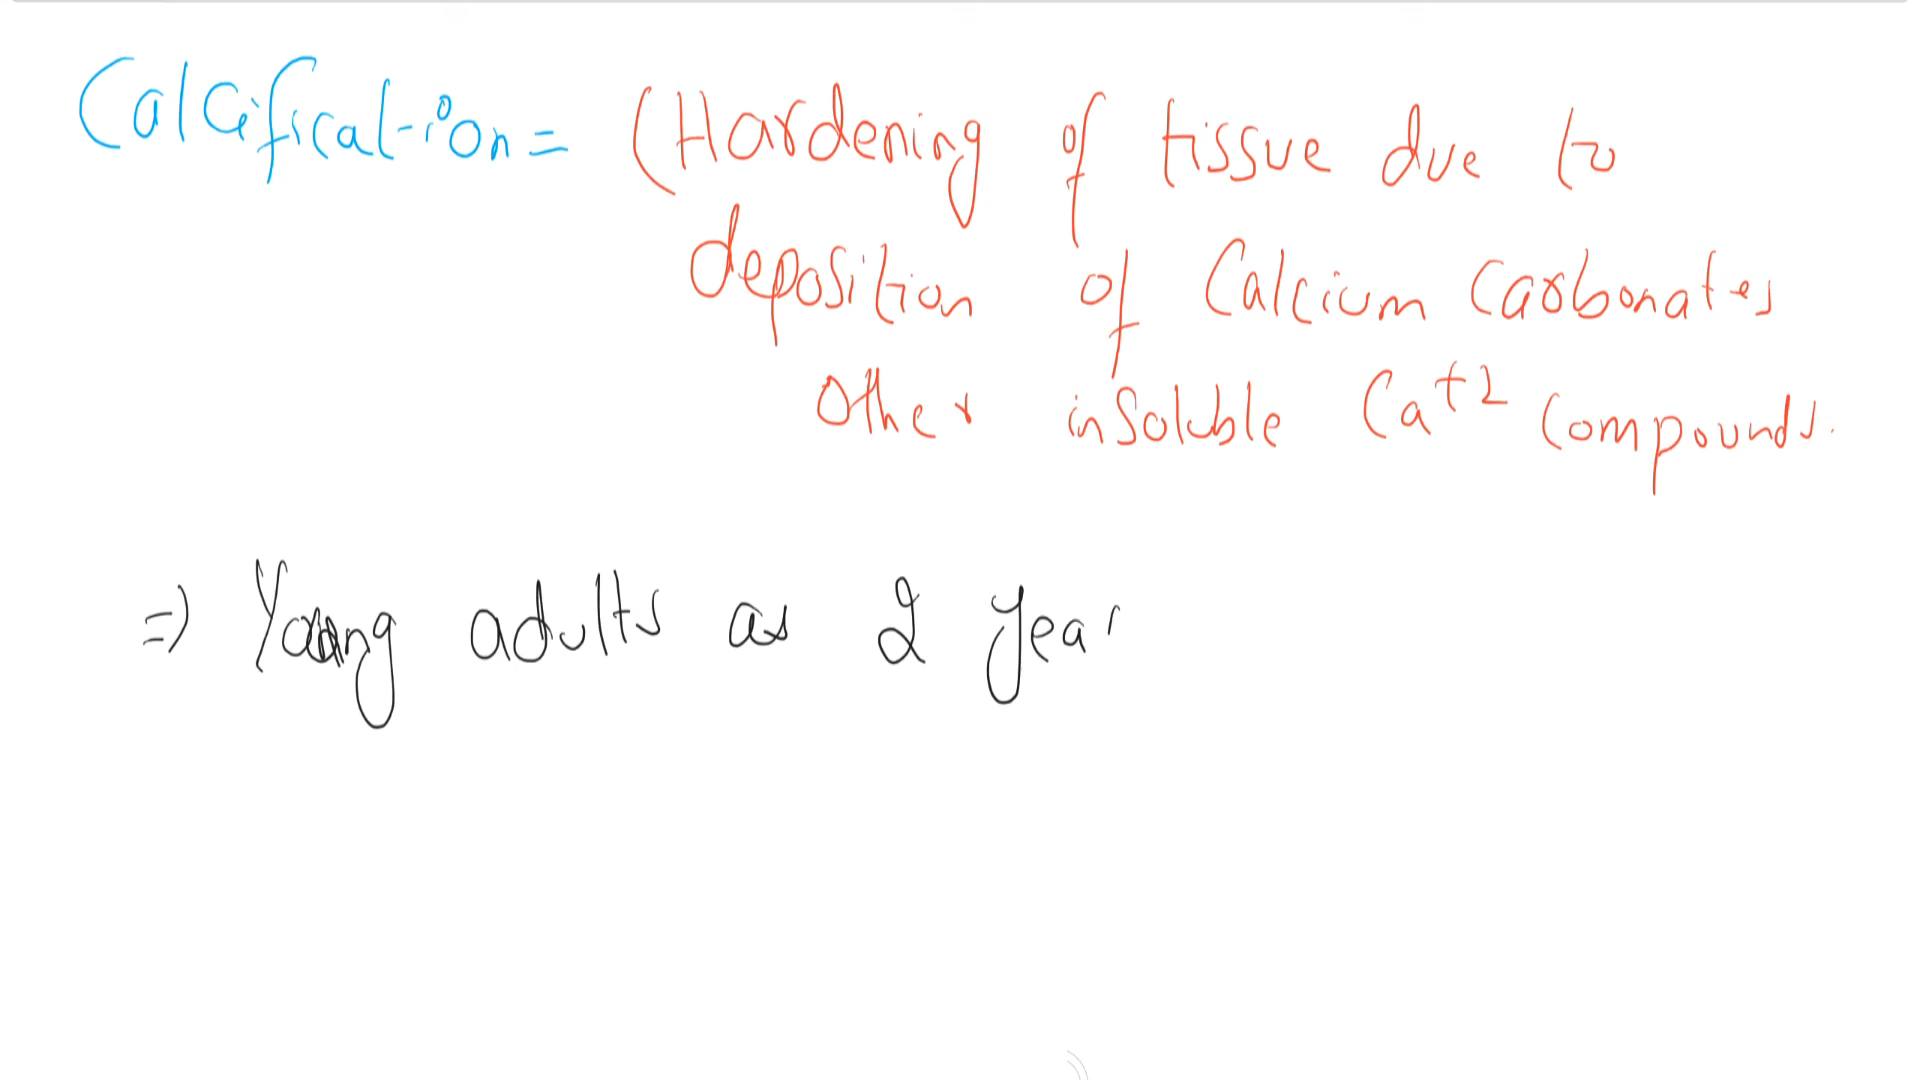 Calcification = (Hardening of tissue due to
deposition of Calcium Carbonates
Other insoluble Ca+2 compounds.
=) Young adults as 2 year